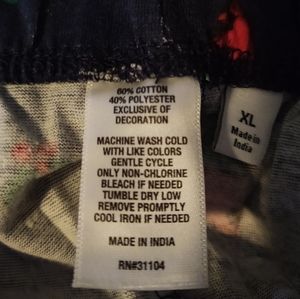 60% COTTON
40% POLYESTER
EXCLUSIVE OF
DECORATION
MACHINE WASH COLD
WITH LIKE COLORS
GENTLE CYCLE
ONLY NON-CHLORINE
BLEACH IF NEEDED
TUMBLE DRY LOW
REMOVE PROMPTLY
COOL IRON IF NEEDED
MADE IN INDIA
RN#31104
XL
Made in
India